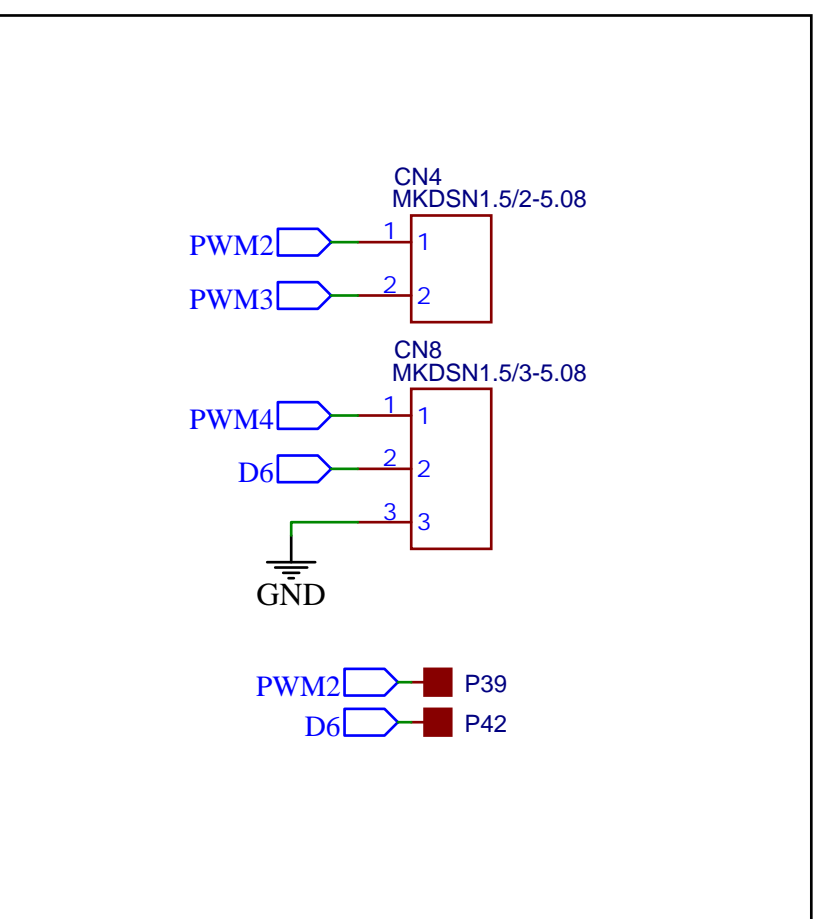 CN4
MKDSN1.5/2-5.08
PWM2 1 1
PWM3 2 2
CN8
MKDSN1.5/3-5.08
PWM4 1 1
D6 2 2
3 3
GND
PWM2 P39
D6 P42